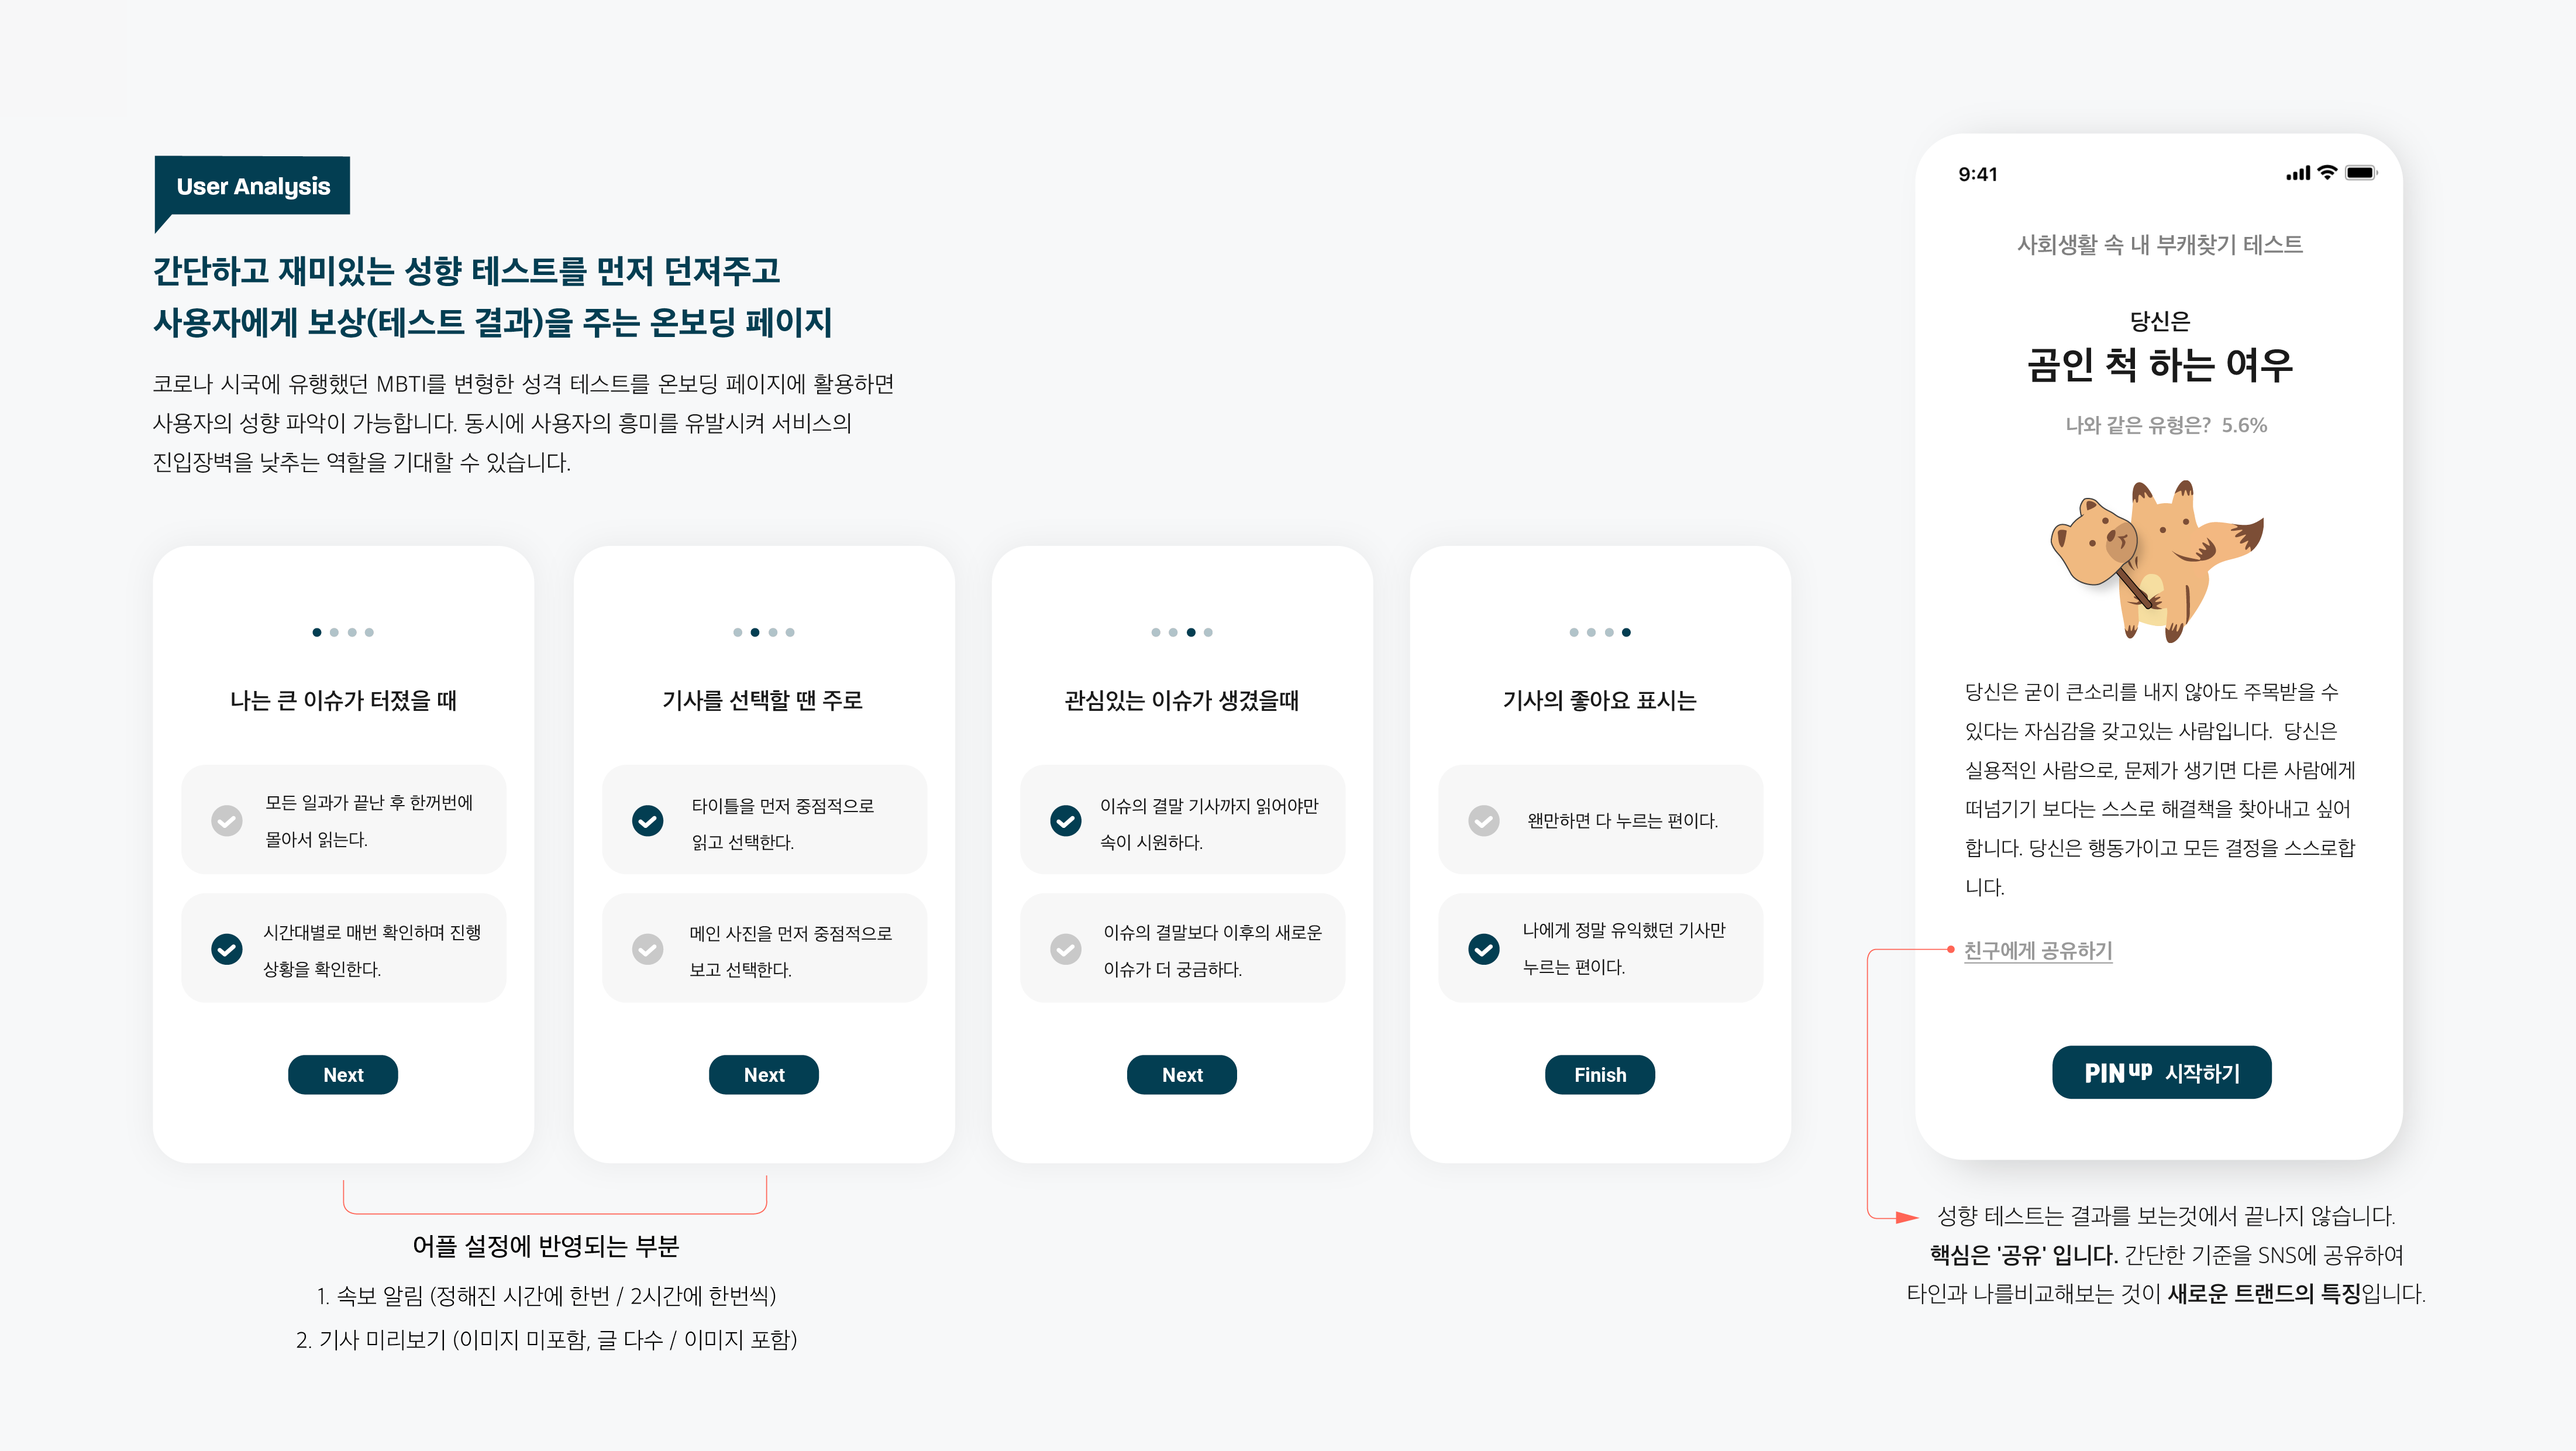 User Analysis
간단하고 재미있는 성향 테스트를 먼저 던져주고
사용자에게 보상(테스트 결과)을 주는 온보딩 페이지
코로나 시국에 유행했던 MBTI를 변형한 성격 테스트를 온보딩 페이지에 활용하면
사용자의 성향 파악이 가능합니다. 동시에 사용자의 흥미를 유발시켜 서비스의
진입장벽을 낮추는 역할을 기대할 수 있습니다.
나는 큰 이슈가 터졌을 때
모든 일과가 끝난 후 한꺼번에
몰아서 읽는다.
시간대별로 매번 확인하며 진행
상황을 확인한다.
Next
기사를 선택할 땐 주로
타이틀을 먼저 중점적으로
읽고 선택한다.
메인 사진을 먼저 중점적으로
보고 선택한다.
Next
관심있는 이슈가 생겼을때
이슈의 결말 기사까지 읽어야만
속이 시원하다.
이슈의 결말보다 이후의 새로운
이슈가 더 궁금하다.
Next
기사의 좋아요 표시는
왠만하면 다 누르는 편이다.
나에게 정말 유익했던 기사만
누르는 편이다.
Finish
어플 설정에 반영되는 부분
1. 속보 알림 (정해진 시간에 한번 / 2시간에 한번씩)
2. 기사 미리보기 (이미지 미포함, 글 다수 / 이미지 포함)
9:41
사회생활 속 내 부캐찾기 테스트
당신은
곰인 척 하는 여우
나와 같은 유형은? 5.6%
당신은 굳이 큰소리를 내지 않아도 주목받을 수
있다는 자심감을 갖고있는 사람입니다. 당신은
실용적인 사람으로, 문제가 생기면 다른 사람에게
떠넘기기 보다는 스스로 해결책을 찾아내고 싶어
합니다. 당신은 행동가이고 모든 결정을 스스로합
니다.
친구에게 공유하기
PIN up 시작하기
성향 테스트는 결과를 보는것에서 끝나지 않습니다.
핵심은 '공유' 입니다. 간단한 기준을 SNS에 공유하여
타인과 나를비교해보는 것이 새로운 트랜드의 특징입니다.